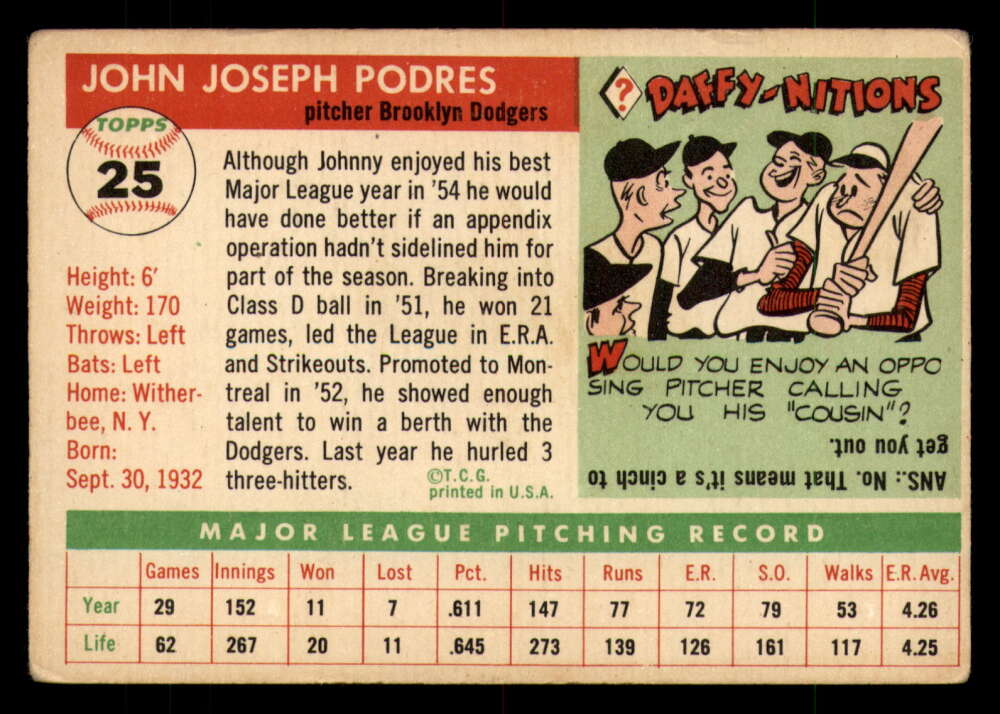 JOHN JOSEPH PODRES
pitcher Brooklyn Dodgers
TOPPS
25
Height: 6'
Weight: 170
Throws: Left
Bats: Left
Home: Wither-
bee, N. Y.
Born:
Sept. 30, 1932
Although Johnny enjoyed his best
Major League year in '54 he would
have done better if an appendix
operation hadn't sidelined him for
part of the season. Breaking into
Class D ball in '51, he won 21
games, led the League in E.R.A.
and Strikeouts. Promoted to Mon-
treal in '52, he showed enough
talent to win a berth with the
Dodgers. Last year he hurled 3
three-hitters.
©T.C.G.
printed in U.S.A.
?
DAFFY-NITIONS
WOULD YOU ENJOY AN OPPO
SING PITCHER CALLING
YOU HIS "COUSIN"?
ANS.: No. That means it's a cinch to
get you out.
MAJOR LEAGUE PITCHING RECORD
Games Innings Won Lost Pct. Hits Runs E.R. S.O. Walks E.R. Avg.
Year 29 152 11 7 .611 147 77 72 79 53 4.26
Life 62 267 20 11 .645 273 139 126 161 117 4.25